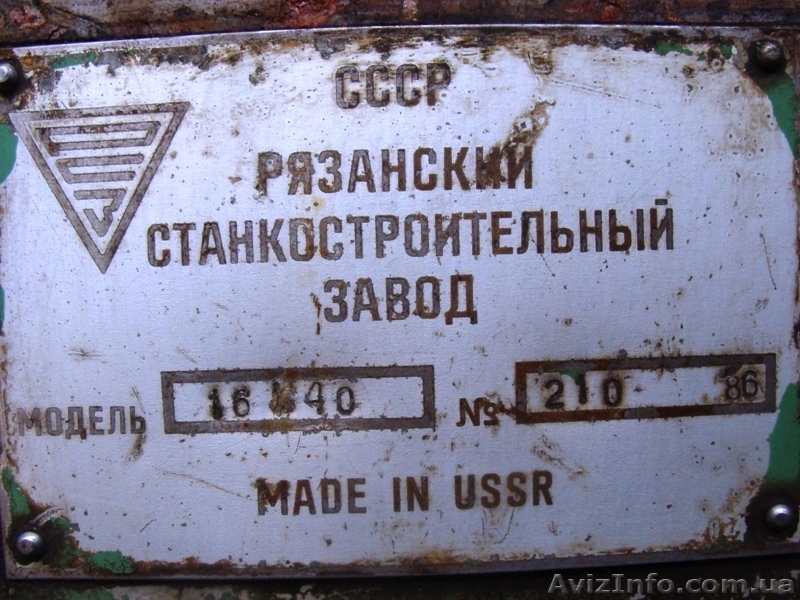 СССР
РЯЗАНСКИЙ
СТАНКОСТРОИТЕЛЬНЫЙ
ЗАВОД
МОДЕЛЬ № 210 86
MADE IN USSR
AvizInfo.com.ua